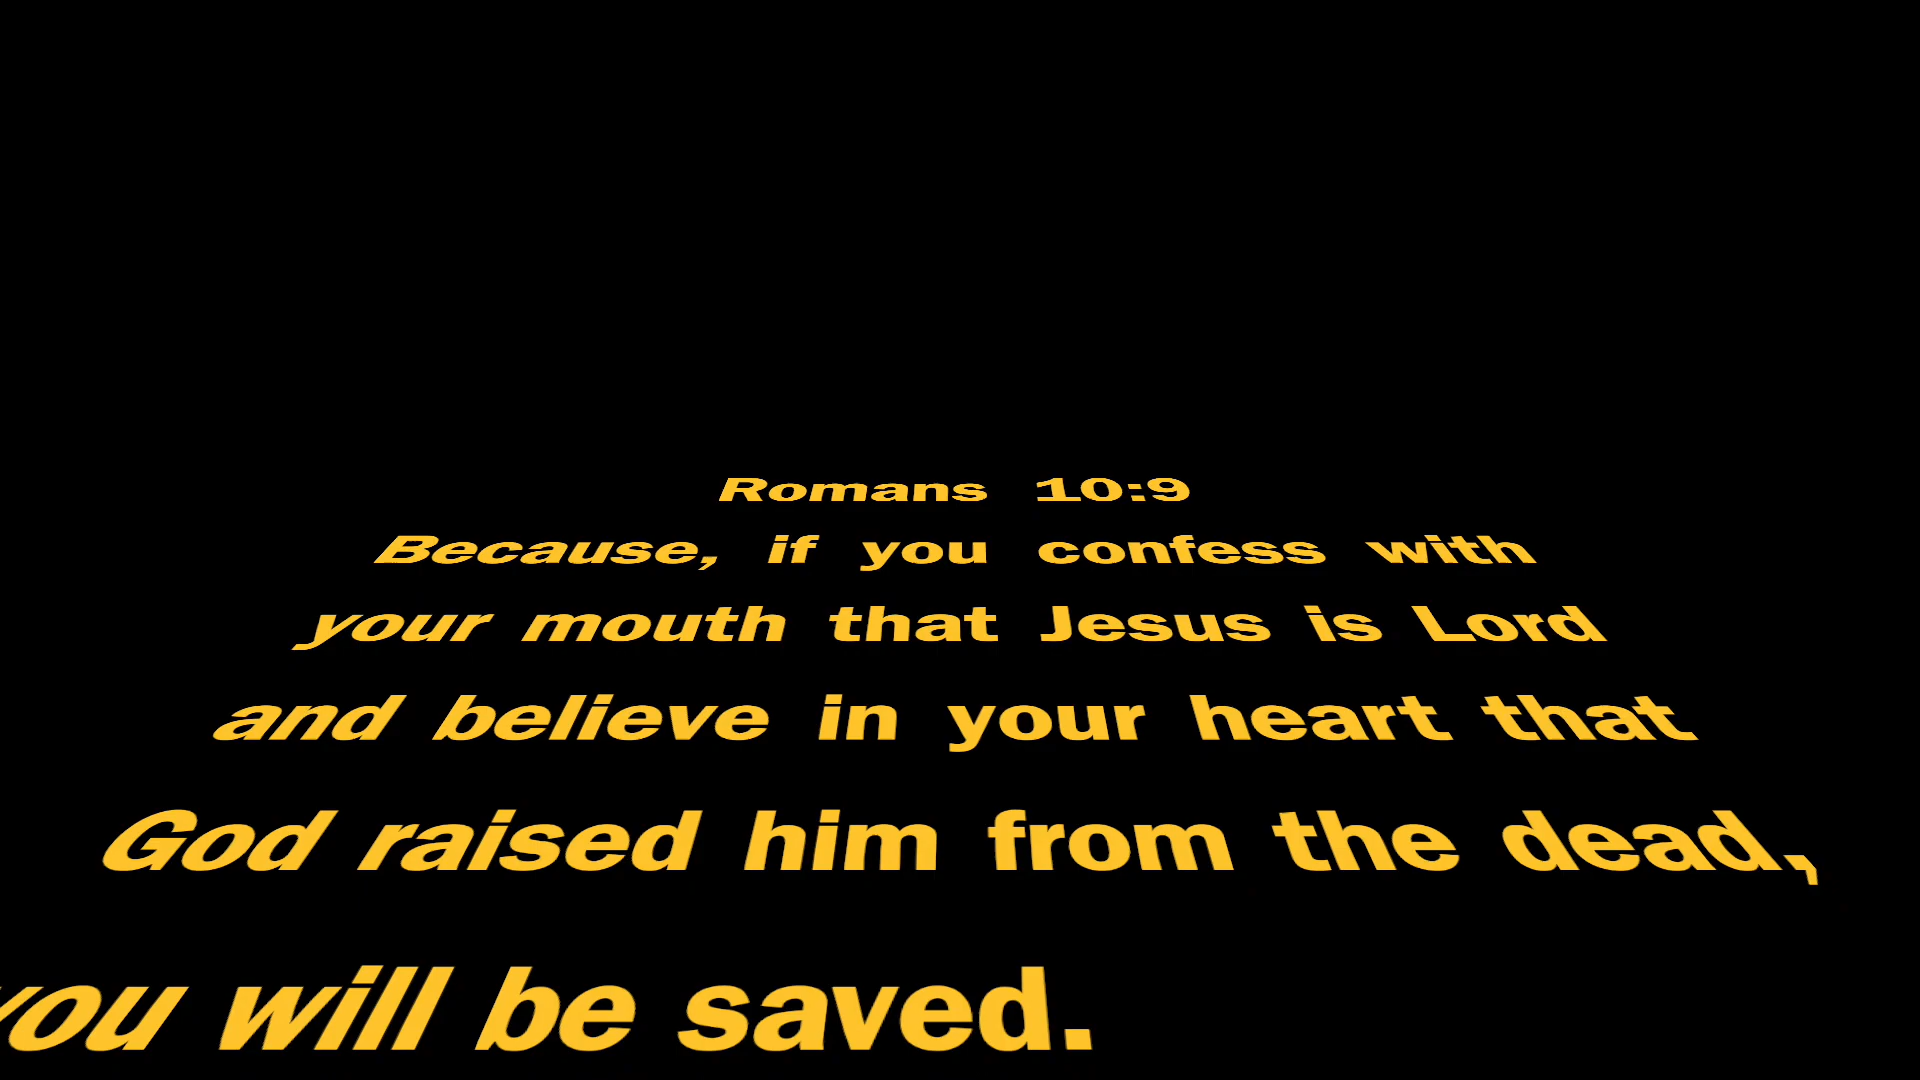 Romans 10:9
Because, if you confess with
your mouth that Jesus is Lord
and believe in your heart that
God raised him from the dead,
you will be saved.